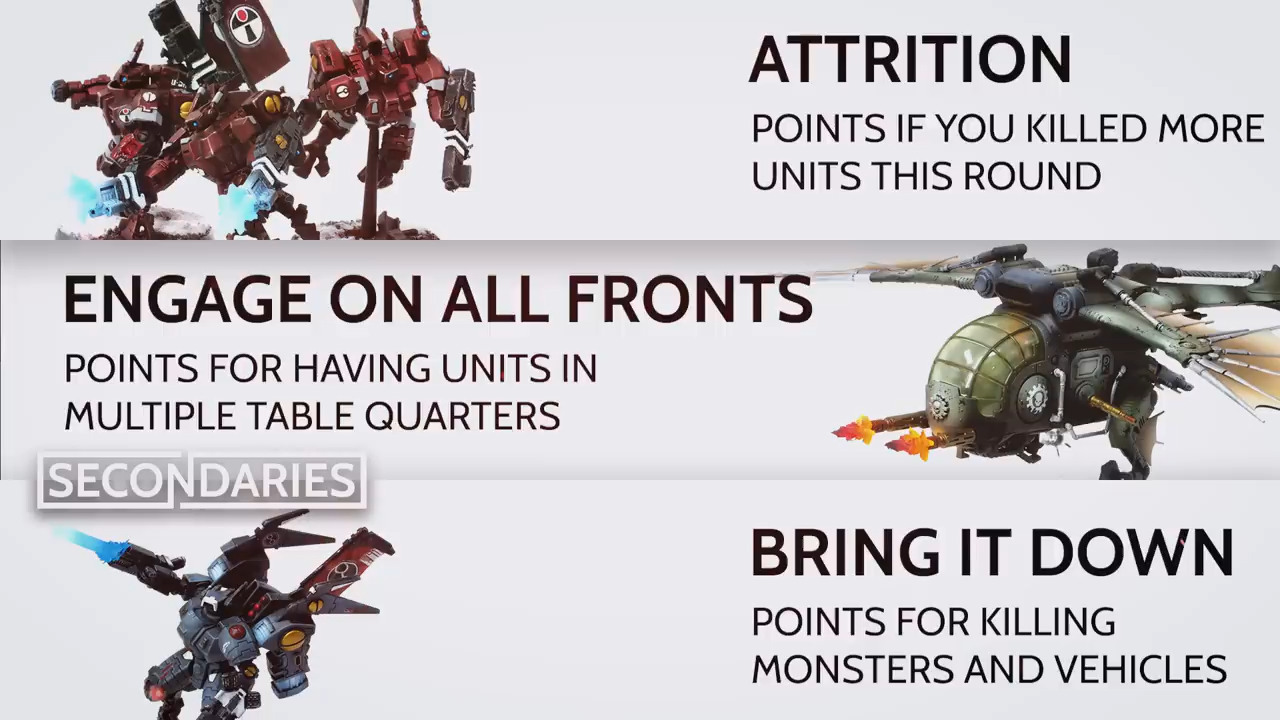 ATTRITION
POINTS IF YOU KILLED MORE
UNITS THIS ROUND
ENGAGE ON ALL FRONTS
POINTS FOR HAVING UNITS IN
MULTIPLE TABLE QUARTERS
SECONDARIES
BRING IT DOWN
POINTS FOR KILLING
MONSTERS AND VEHICLES